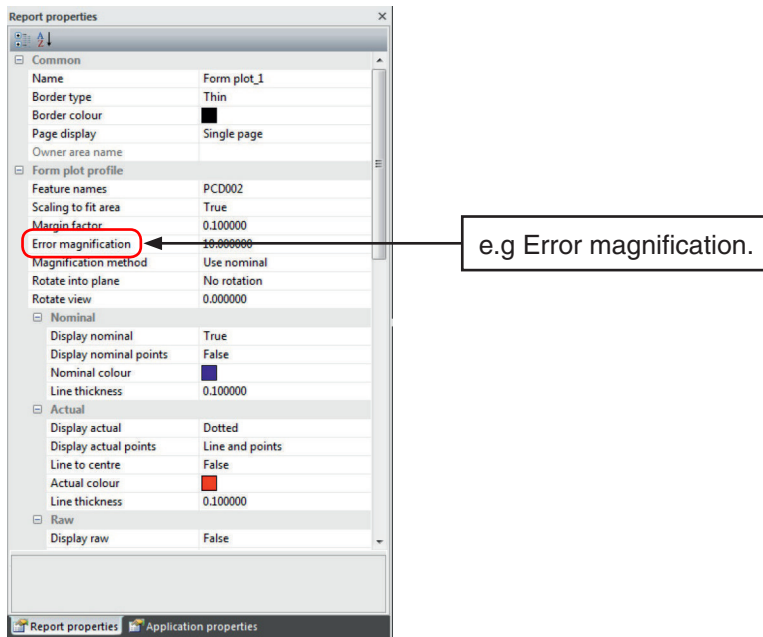 Report properties
Common
Name Form plot_1
Border type Thin
Border colour
Page display Single page
Owner area name
Form plot profile
Feature names PCD002
Scaling to fit area True
Margin factor 0.100000
Error magnification 10.000000
Magnification method Use nominal
Rotate into plane No rotation
Rotate view 0.000000
Nominal
Display nominal True
Display nominal points False
Nominal colour
Line thickness 0.100000
Actual
Display actual Dotted
Display actual points Line and points
Line to centre False
Actual colour
Line thickness 0.100000
Raw
Display raw False
Report properties Application properties
e.g Error magnification.